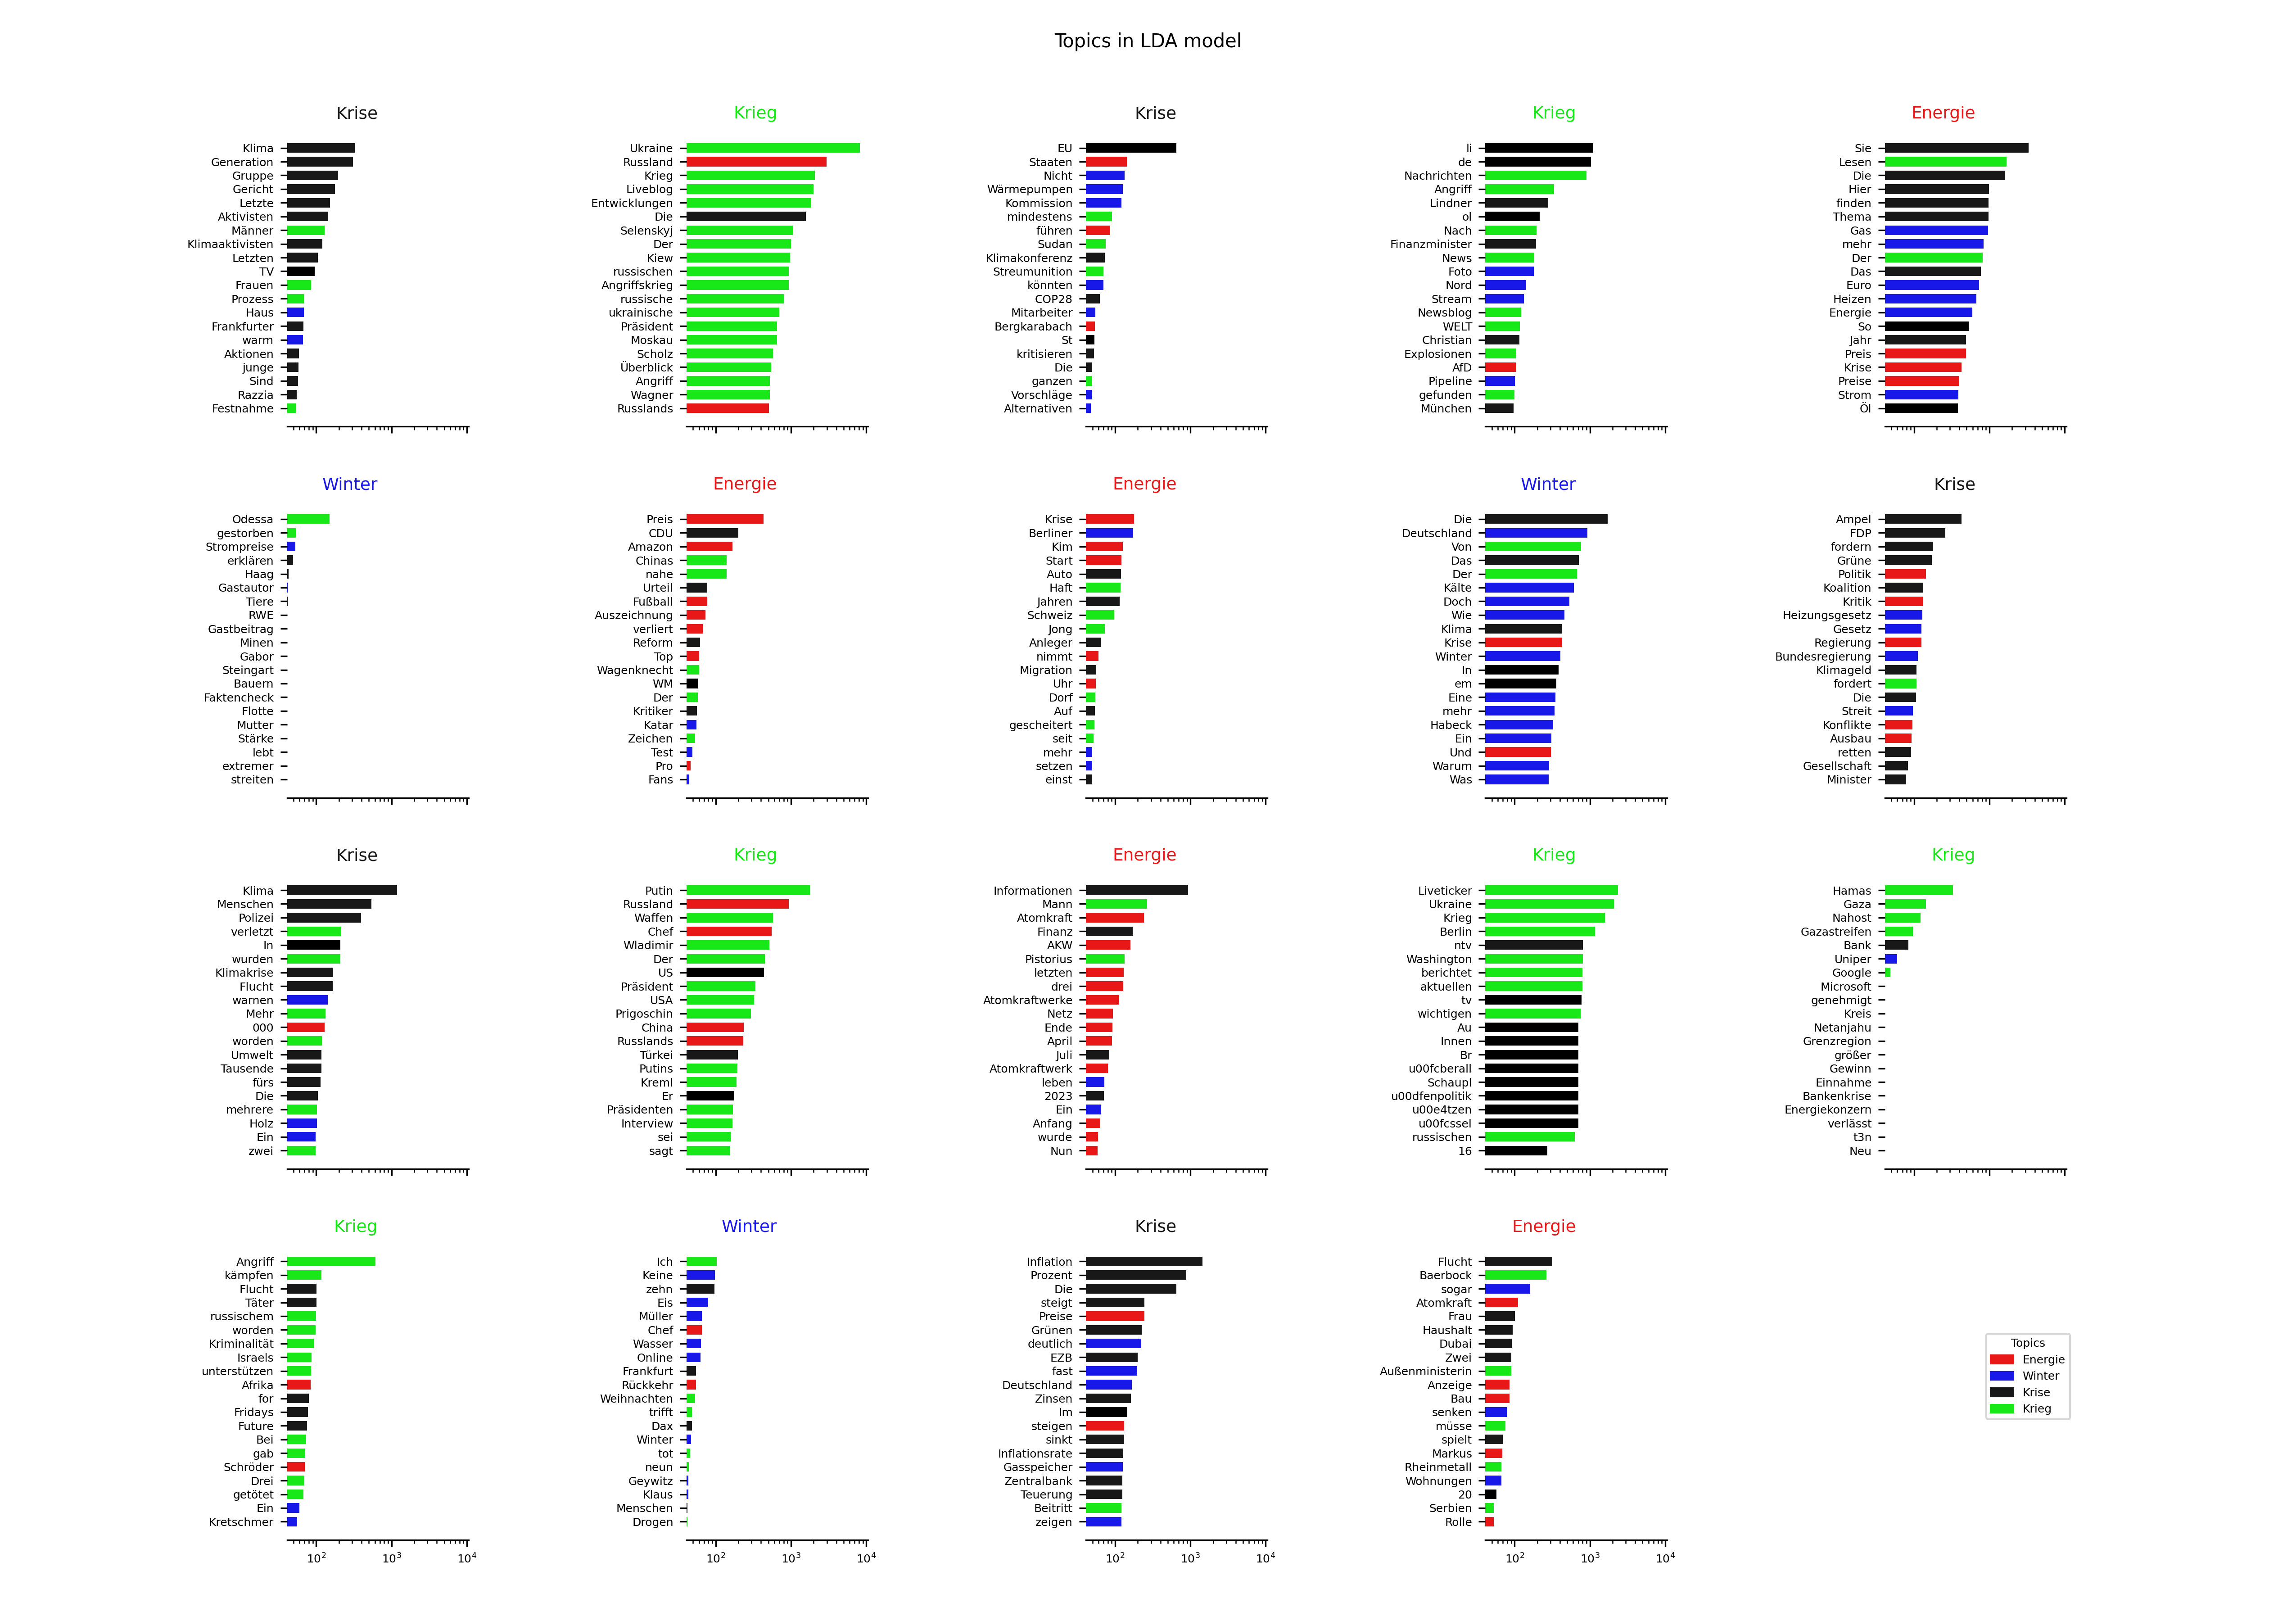 Topics in LDA model
Krise
Klima
Generation
Gruppe
Gericht
Letzte
Aktivisten
Männer
Klimaaktivisten
Letzten
TV
Frauen
Prozess
Haus
Frankfurter
warm
Aktionen
junge
Sind
Razzia
Festnahme
Krieg
Ukraine
Russland
Krieg
Liveblog
Entwicklungen
Die
Selenskyj
Der
Kiew
russischen
Angriffskrieg
russische
ukrainische
Präsident
Moskau
Scholz
Überblick
Angriff
Wagner
Russlands
Krise
EU
Staaten
Nicht
Wärmepumpen
Kommission
mindestens
führen
Sudan
Klimakonferenz
Streumunition
könnten
COP28
Mitarbeiter
Bergkarabach
St
kritisieren
Die
ganzen
Vorschläge
Alternativen
Krieg
li
de
Nachrichten
Angriff
Lindner
ol
Nach
Finanzminister
News
Foto
Nord
Stream
Newsblog
WELT
Christian
Explosionen
AfD
Pipeline
gefunden
München
Energie
Sie
Lesen
Die
Hier
finden
Thema
Gas
mehr
Der
Das
Euro
Heizen
Energie
So
Jahr
Preis
Krise
Preise
Strom
Öl
Winter
Odessa
gestorben
Strompreise
erklären
Haag
Gastautor
Tiere
RWE
Gastbeitrag
Minen
Gabor
Steingart
Bauern
Faktencheck
Flotte
Mutter
Stärke
lebt
extremer
streiten
Energie
Preis
CDU
Amazon
Chinas
nahe
Urteil
Fußball
Auszeichnung
verliert
Reform
Top
Wagenknecht
WM
Der
Kritiker
Katar
Zeichen
Test
Pro
Fans
Energie
Krise
Berliner
Kim
Start
Auto
Haft
Jahren
Schweiz
Jong
Anleger
nimmt
Migration
Uhr
Dorf
Auf
gescheitert
seit
mehr
setzen
einst
Winter
Die
Deutschland
Von
Das
Der
Kälte
Doch
Wie
Klima
Krise
Winter
In
em
Eine
mehr
Habeck
Ein
Und
Warum
Was
Krise
Ampel
FDP
fordern
Grüne
Politik
Koalition
Kritik
Heizungsgesetz
Gesetz
Regierung
Bundesregierung
Klimageld
fordert
Die
Streit
Konflikte
Ausbau
retten
Gesellschaft
Minister
Krise
Klima
Menschen
Polizei
verletzt
In
wurden
Klimakrise
Flucht
warnen
Mehr
000
worden
Umwelt
Tausende
fürs
Die
mehrere
Holz
Ein
zwei
Krieg
Putin
Russland
Waffen
Chef
Wladimir
Der
US
Präsident
USA
Prigoschin
China
Russlands
Türkei
Putins
Kreml
Er
Präsidenten
Interview
sei
sagt
Energie
Informationen
Mann
Atomkraft
Finanz
AKW
Pistorius
letzten
drei
Atomkraftwerke
Netz
Ende
April
Juli
Atomkraftwerk
leben
2023
Ein
Anfang
wurde
Nun
Krieg
Liveticker
Ukraine
Krieg
Berlin
ntv
Washington
berichtet
aktuellen
tv
wichtigen
Au
Innen
Br
u00fcberall
Schaupl
u00dfenpolitik
u00e4tzen
u00fcssel
russischen
16
Krieg
Hamas
Gaza
Nahost
Gazastreifen
Bank
Uniper
Google
Microsoft
genehmigt
Kreis
Netanjahu
Grenzregion
größer
Gewinn
Einnahme
Bankenkrise
Energiekonzern
verlässt
t3n
Neu
Krieg
Angriff
kämpfen
Flucht
Täter
russischem
worden
Kriminalität
Israels
unterstützen
Afrika
for
Fridays
Future
Bei
gab
Schröder
Drei
getötet
Ein
Kretschmer
10² 10³ 10⁴
Winter
Ich
Keine
zehn
Eis
Müller
Chef
Wasser
Online
Frankfurt
Rückkehr
Weihnachten
trifft
Dax
Winter
tot
neun
Geywitz
Klaus
Menschen
Drogen
10² 10³ 10⁴
Krise
Inflation
Prozent
Die
steigt
Preise
Grünen
deutlich
EZB
fast
Deutschland
Zinsen
Im
steigen
sinkt
Inflationsrate
Gasspeicher
Zentralbank
Teuerung
Beitritt
zeigen
10² 10³ 10⁴
Energie
Flucht
Baerbock
sogar
Atomkraft
Frau
Haushalt
Dubai
Zwei
Außenministerin
Anzeige
Bau
senken
müsse
spielt
Markus
Rheinmetall
Wohnungen
20
Serbien
Rolle
10² 10³ 10⁴
Topics
Energie
Winter
Krise
Krieg